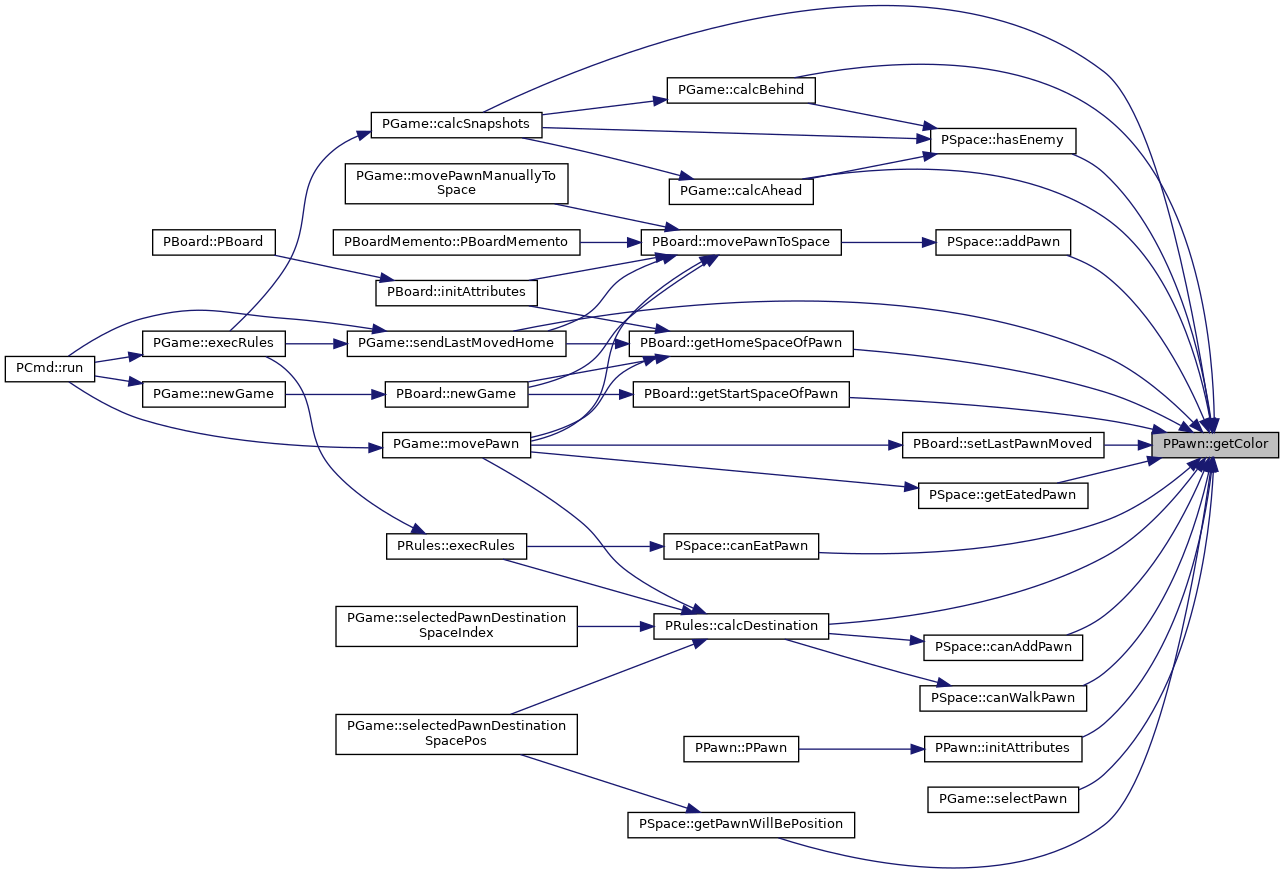 PGame::calcBehind
PGame::calcSnapshots
PSpace::hasEnemy
PGame::movePawnManuallyTo
Space
PGame::calcAhead
PBoard::PBoard
PBoardMemento::PBoardMemento
PBoard::movePawnToSpace
PSpace::addPawn
PBoard::initAttributes
PGame::execRules
PGame::sendLastMovedHome
PBoard::getHomeSpaceOfPawn
PCmd::run
PGame::newGame
PBoard::newGame
PBoard::getStartSpaceOfPawn
PGame::movePawn
PBoard::setLastPawnMoved
PPawn::getColor
PSpace::getEatedPawn
PRules::execRules
PSpace::canEatPawn
PGame::selectedPawnDestination
SpaceIndex
PRules::calcDestination
PSpace::canAddPawn
PSpace::canWalkPawn
PGame::selectedPawnDestination
SpacePos
PPawn::PPawn
PPawn::initAttributes
PGame::selectPawn
PSpace::getPawnWillBePosition